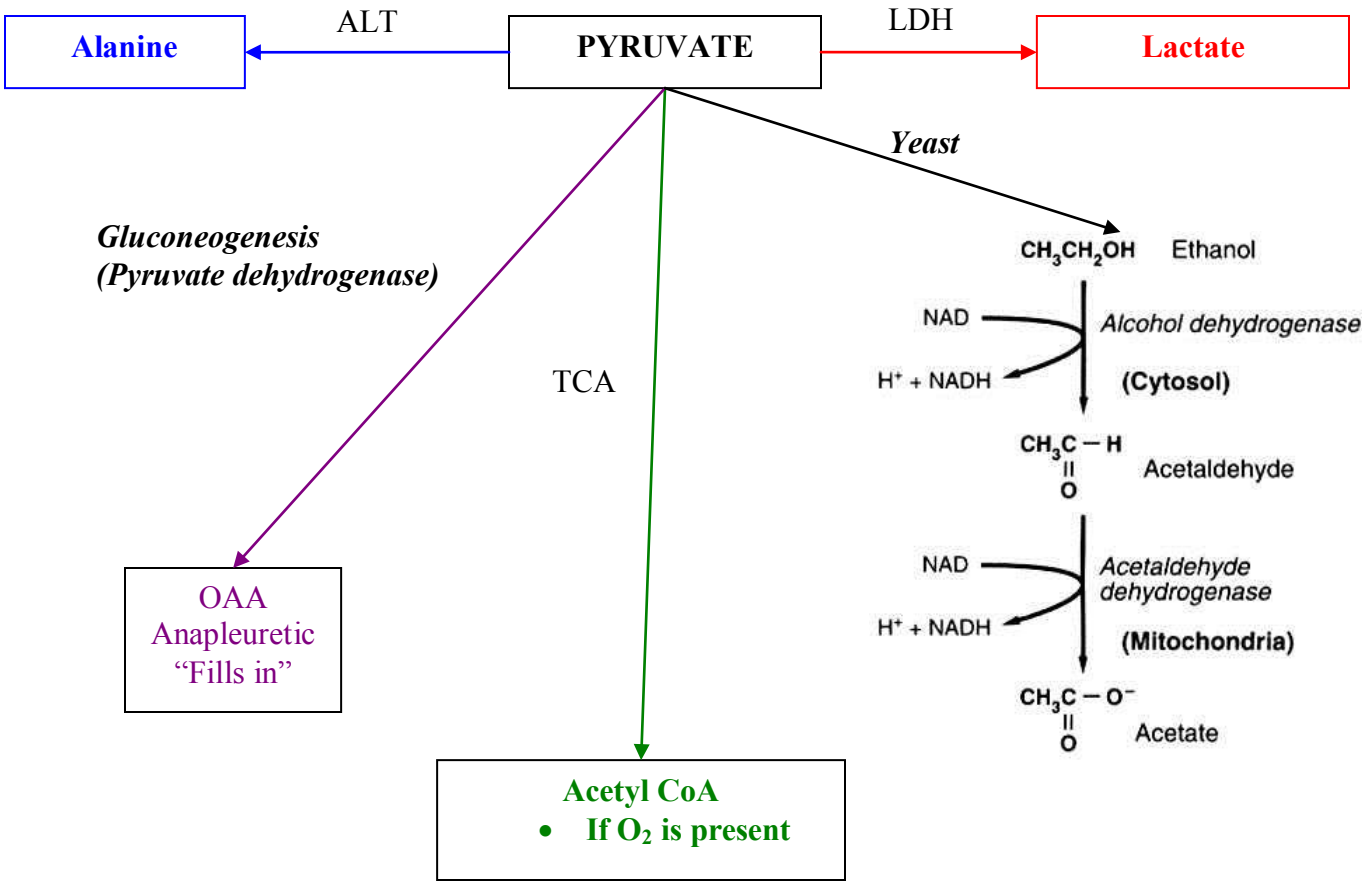 ALT
LDH
Alanine
PYRUVATE
Lactate
Yeast
Gluconeogenesis
(Pyruvate dehydrogenase)
TCA
OAA
Anapleuretic
“Fills in”
Acetyl CoA
• If O₂ is present
CH₃CH₂OH Ethanol
NAD
Alcohol dehydrogenase
H⁺ + NADH
(Cytosol)
CH₃C – H
||
O
Acetaldehyde
NAD
Acetaldehyde
dehydrogenase
H⁺ + NADH
(Mitochondria)
CH₃C – O⁻
||
O
Acetate